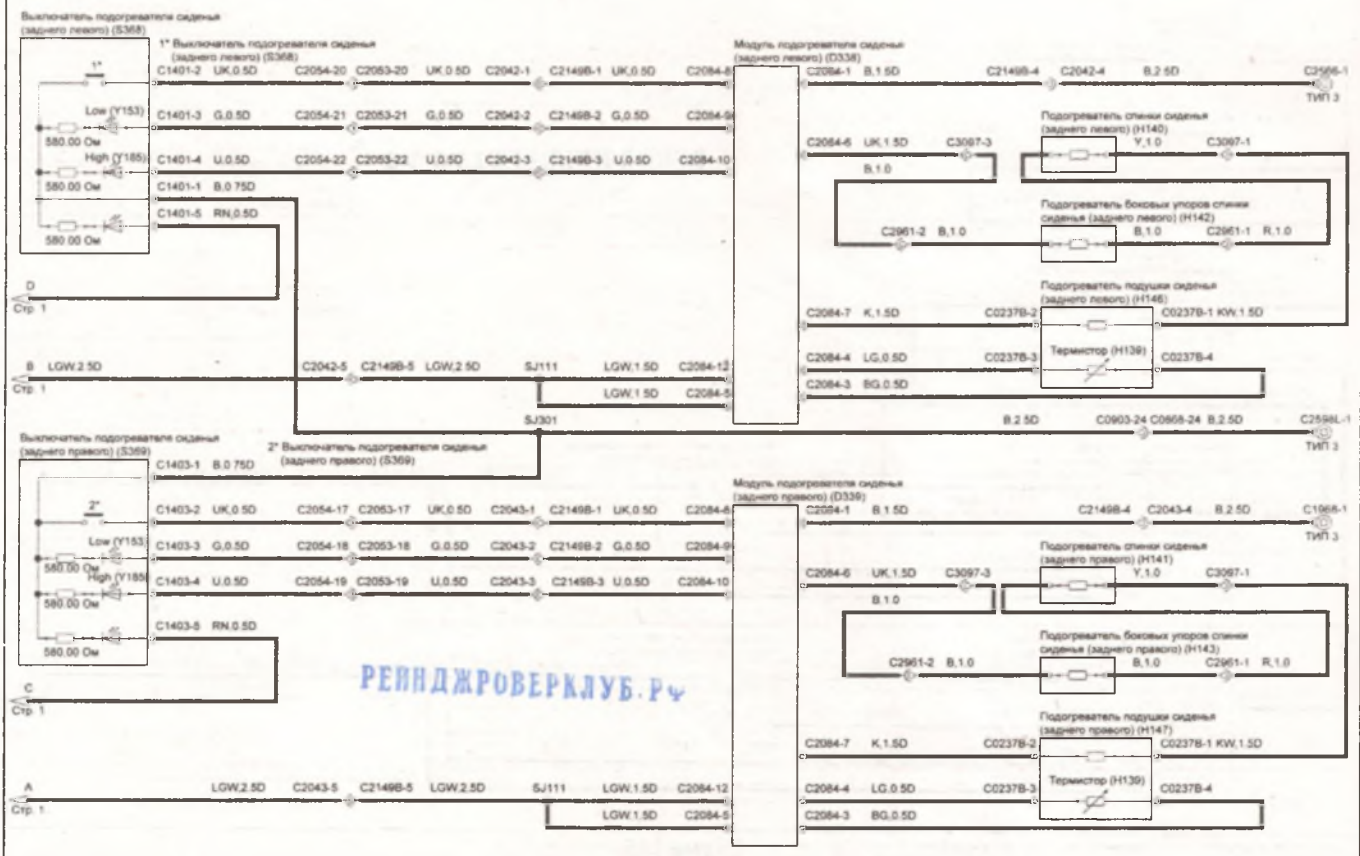 Выключатель подогревателя сиденья
(заднего левого) (S368)
1* Выключатель подогревателя сиденья
(заднего левого) (S368)
Модуль подогревателя сиденья
(заднего левого) (D338)
1*
C1401-2 UK,0.5D C2054-20 C2053-20 UK,0.5D C2042-1 C2149B-1 UK,0.5D C2084-8
C2084-1 B,1.5D C2149B-4 C2042-4 B,2.5D C2566-1
ТИП 3
Low (Y153)
C1401-3 G,0.5D C2054-21 C2053-21 G,0.5D C2042-2 C2149B-2 G,0.5D C2084-9
580.00 Ом
Подогреватель спинки сиденья
(заднего левого) (H140)
C2084-6 UK,1.5D C3097-3 Y,1.0 C3097-1
High (Y185)
C1401-4 U,0.5D C2054-22 C2053-22 U,0.5D C2042-3 C2149B-3 U,0.5D C2084-10
B,1.0
580.00 Ом
C1401-1 B,0.75D
C1401-5 RN,0.5D
580.00 Ом
Подогреватель боковых упоров спинки
сиденья (заднего левого) (H142)
C2961-2 B,1.0 B,1.0 C2961-1 R,1.0
D
Стр. 1
Подогреватель подушки сиденья
(заднего левого) (H146)
C2084-7 K,1.5D C0237B-2 C0237B-1 KW,1.5D
Термистор (H139)
C2084-4 LG,0.5D C0237B-3 C0237B-4
B LGW,2.5D C2042-5 C2149B-5 LGW,2.5D SJ111 LGW,1.5D C2084-12
Стр. 1
LGW,1.5D C2084-5
C2084-3 BG,0.5D
SJ301
B,2.5D C0903-24 C0868-24 B,2.5D C2598L-1
ТИП 3
Выключатель подогревателя сиденья
(заднего правого) (S369)
2* Выключатель подогревателя сиденья
(заднего правого) (S369)
C1403-1 B,0.75D
Модуль подогревателя сиденья
(заднего правого) (D339)
2*
C1403-2 UK,0.5D C2054-17 C2053-17 UK,0.5D C2043-1 C2149B-1 UK,0.5D C2084-8
C2084-1 B,1.5D C2149B-4 C2043-4 B,2.5D C1968-1
ТИП 3
Low (Y153)
C1403-3 G,0.5D C2054-18 C2053-18 G,0.5D C2043-2 C2149B-2 G,0.5D C2084-9
580.00 Ом
Подогреватель спинки сиденья
(заднего правого) (H141)
C2084-6 UK,1.5D C3097-3 Y,1.0 C3097-1
High (Y185)
C1403-4 U,0.5D C2054-19 C2053-19 U,0.5D C2043-3 C2149B-3 U,0.5D C2084-10
B,1.0
580.00 Ом
C1403-5 RN,0.5D
580.00 Ом
Подогреватель боковых упоров спинки
сиденья (заднего правого) (H143)
C2961-2 B,1.0 B,1.0 C2961-1 R,1.0
РЕЙНДЖРОВЕРКЛУБ.РФ
C
Стр. 1
Подогреватель подушки сиденья
(заднего правого) (H147)
C2084-7 K,1.5D C0237B-2 C0237B-1 KW,1.5D
Термистор (H139)
C2084-4 LG,0.5D C0237B-3 C0237B-4
A LGW,2.5D C2043-5 C2149B-5 LGW,2.5D SJ111 LGW,1.5D C2084-12
Стр. 1
LGW,1.5D C2084-5
C2084-3 BG,0.5D